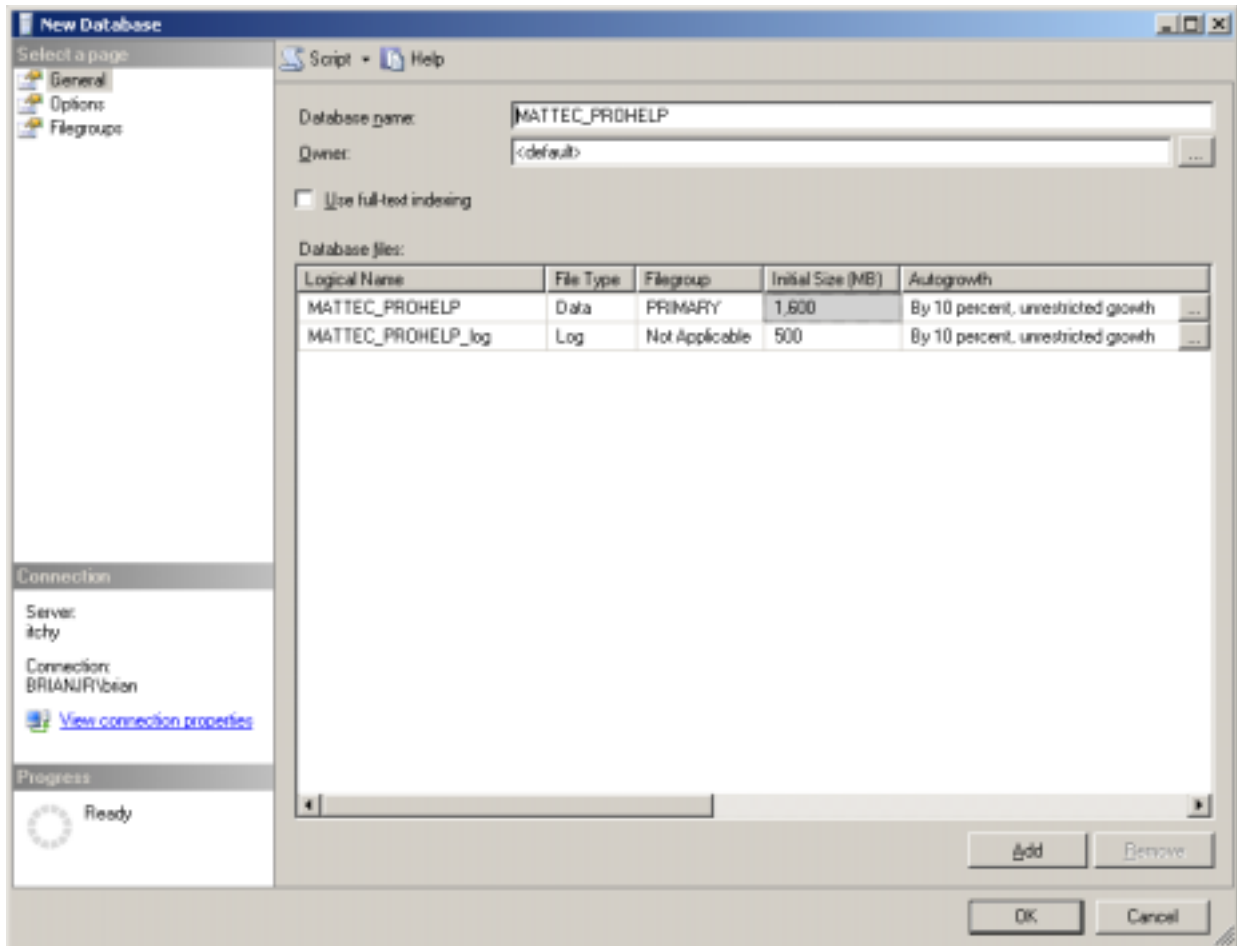 New Database
Select a page
General
Options
Filegroups
Script Help
Database name: MATTEC_PROHELP
Owner: <default> ...
Use full-text indexing
Database files:
Logical Name File Type Filegroup Initial Size (MB) Autogrowth
MATTEC_PROHELP Data PRIMARY 1,600 By 10 percent, unrestricted growth ...
MATTEC_PROHELP_log Log Not Applicable 500 By 10 percent, unrestricted growth ...
Connection
Server:
itchy
Connection:
BRIANJR\brian
View connection properties
Progress
Ready
Add Remove
OK Cancel